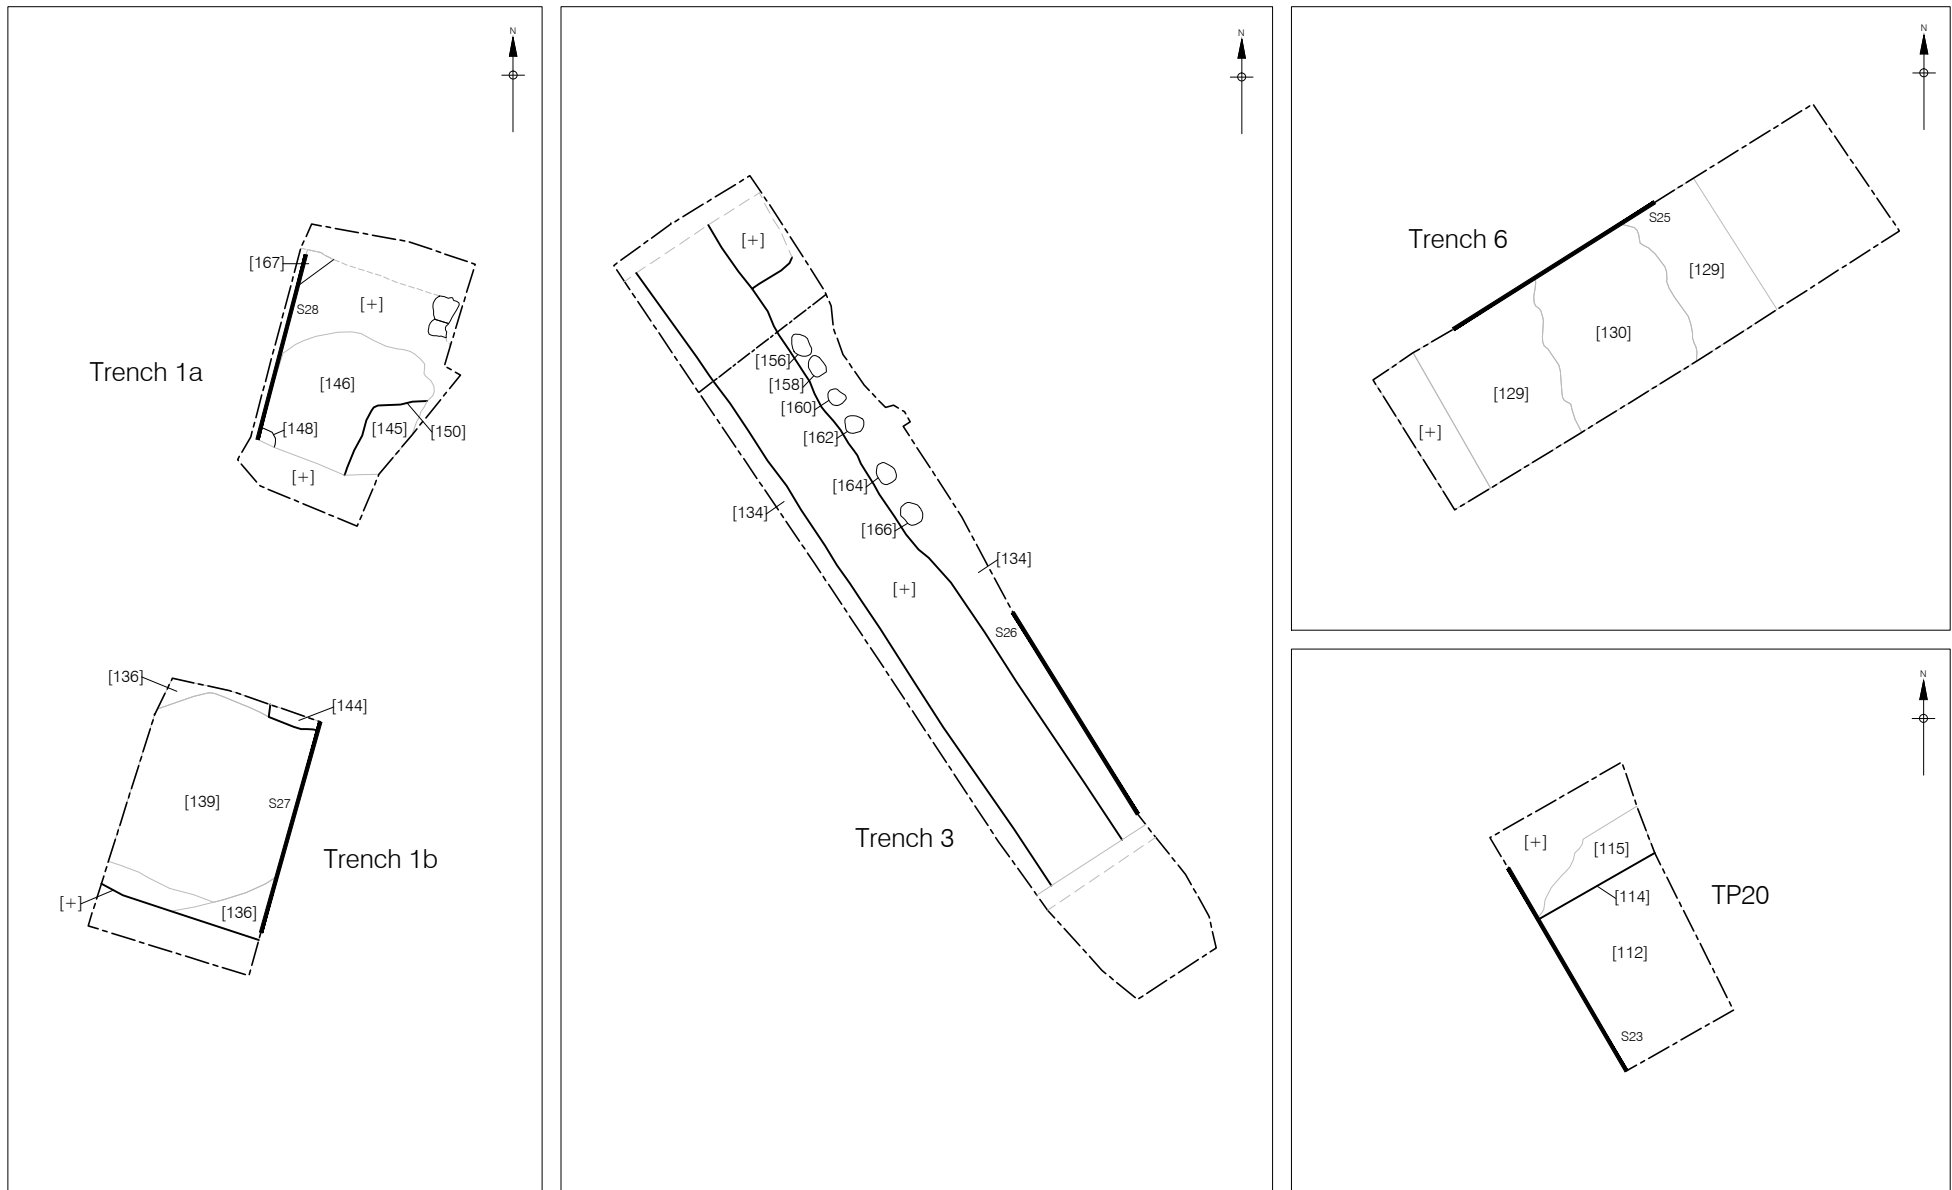 N
[167]
S28
[+]
Trench 1a
[146]
[148]
[145]
[150]
[+]
[136]
[144]
[139]
S27
Trench 1b
[+]
[136]
N
[+]
[156]
[158]
[160]
[162]
[164]
[134]
[166]
[134]
[+]
S26
Trench 3
N
S25
Trench 6
[129]
[130]
[129]
[+]
N
[+]
[115]
[114]
TP20
[112]
S23